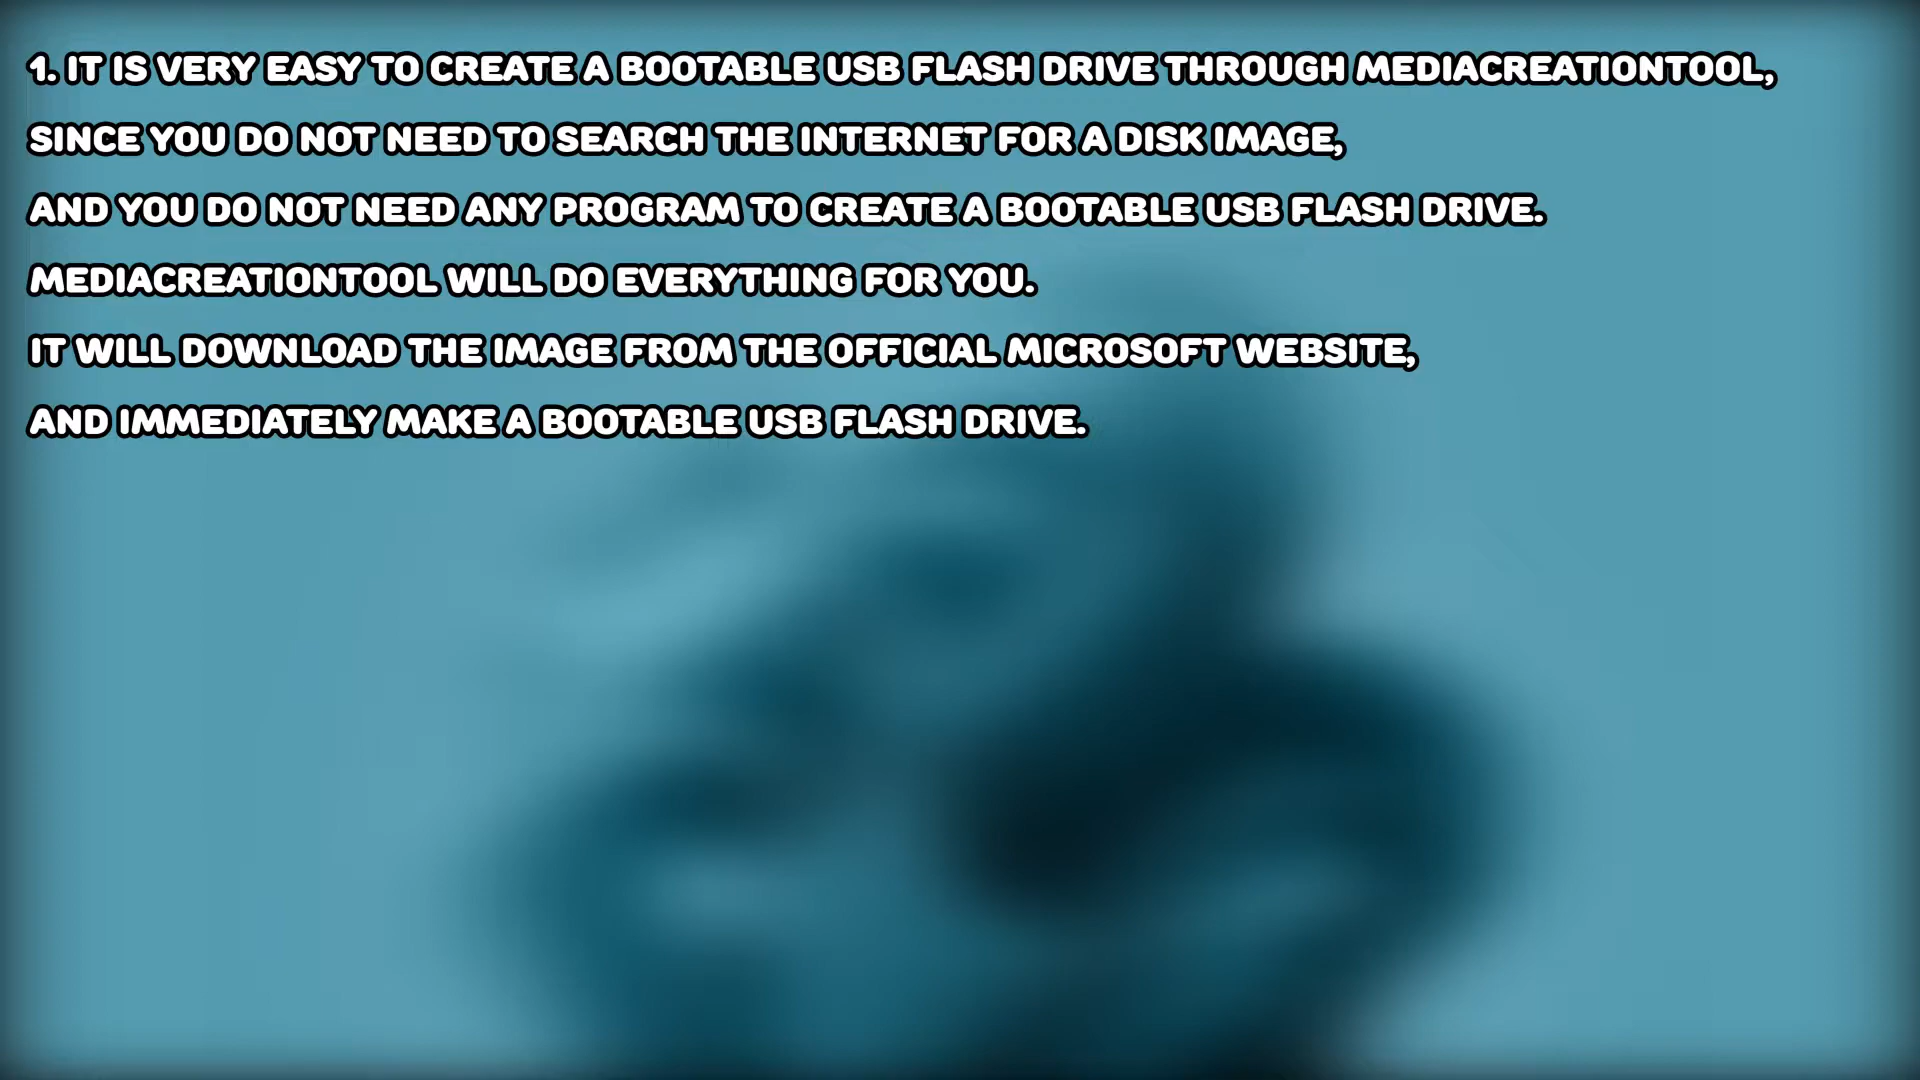 1. IT IS VERY EASY TO CREATE A BOOTABLE USB FLASH DRIVE THROUGH MEDIACREATIONTOOL,
SINCE YOU DO NOT NEED TO SEARCH THE INTERNET FOR A DISK IMAGE,
AND YOU DO NOT NEED ANY PROGRAM TO CREATE A BOOTABLE USB FLASH DRIVE.
MEDIACREATIONTOOL WILL DO EVERYTHING FOR YOU.
IT WILL DOWNLOAD THE IMAGE FROM THE OFFICIAL MICROSOFT WEBSITE,
AND IMMEDIATELY MAKE A BOOTABLE USB FLASH DRIVE.